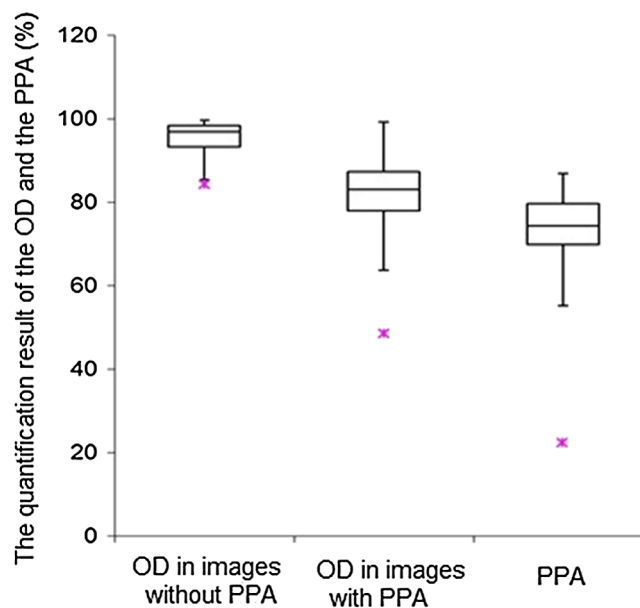 The quantification result of the OD and the PPA (%)
120
100
80
60
40
20
0
OD in images
without PPA
OD in images
with PPA
PPA